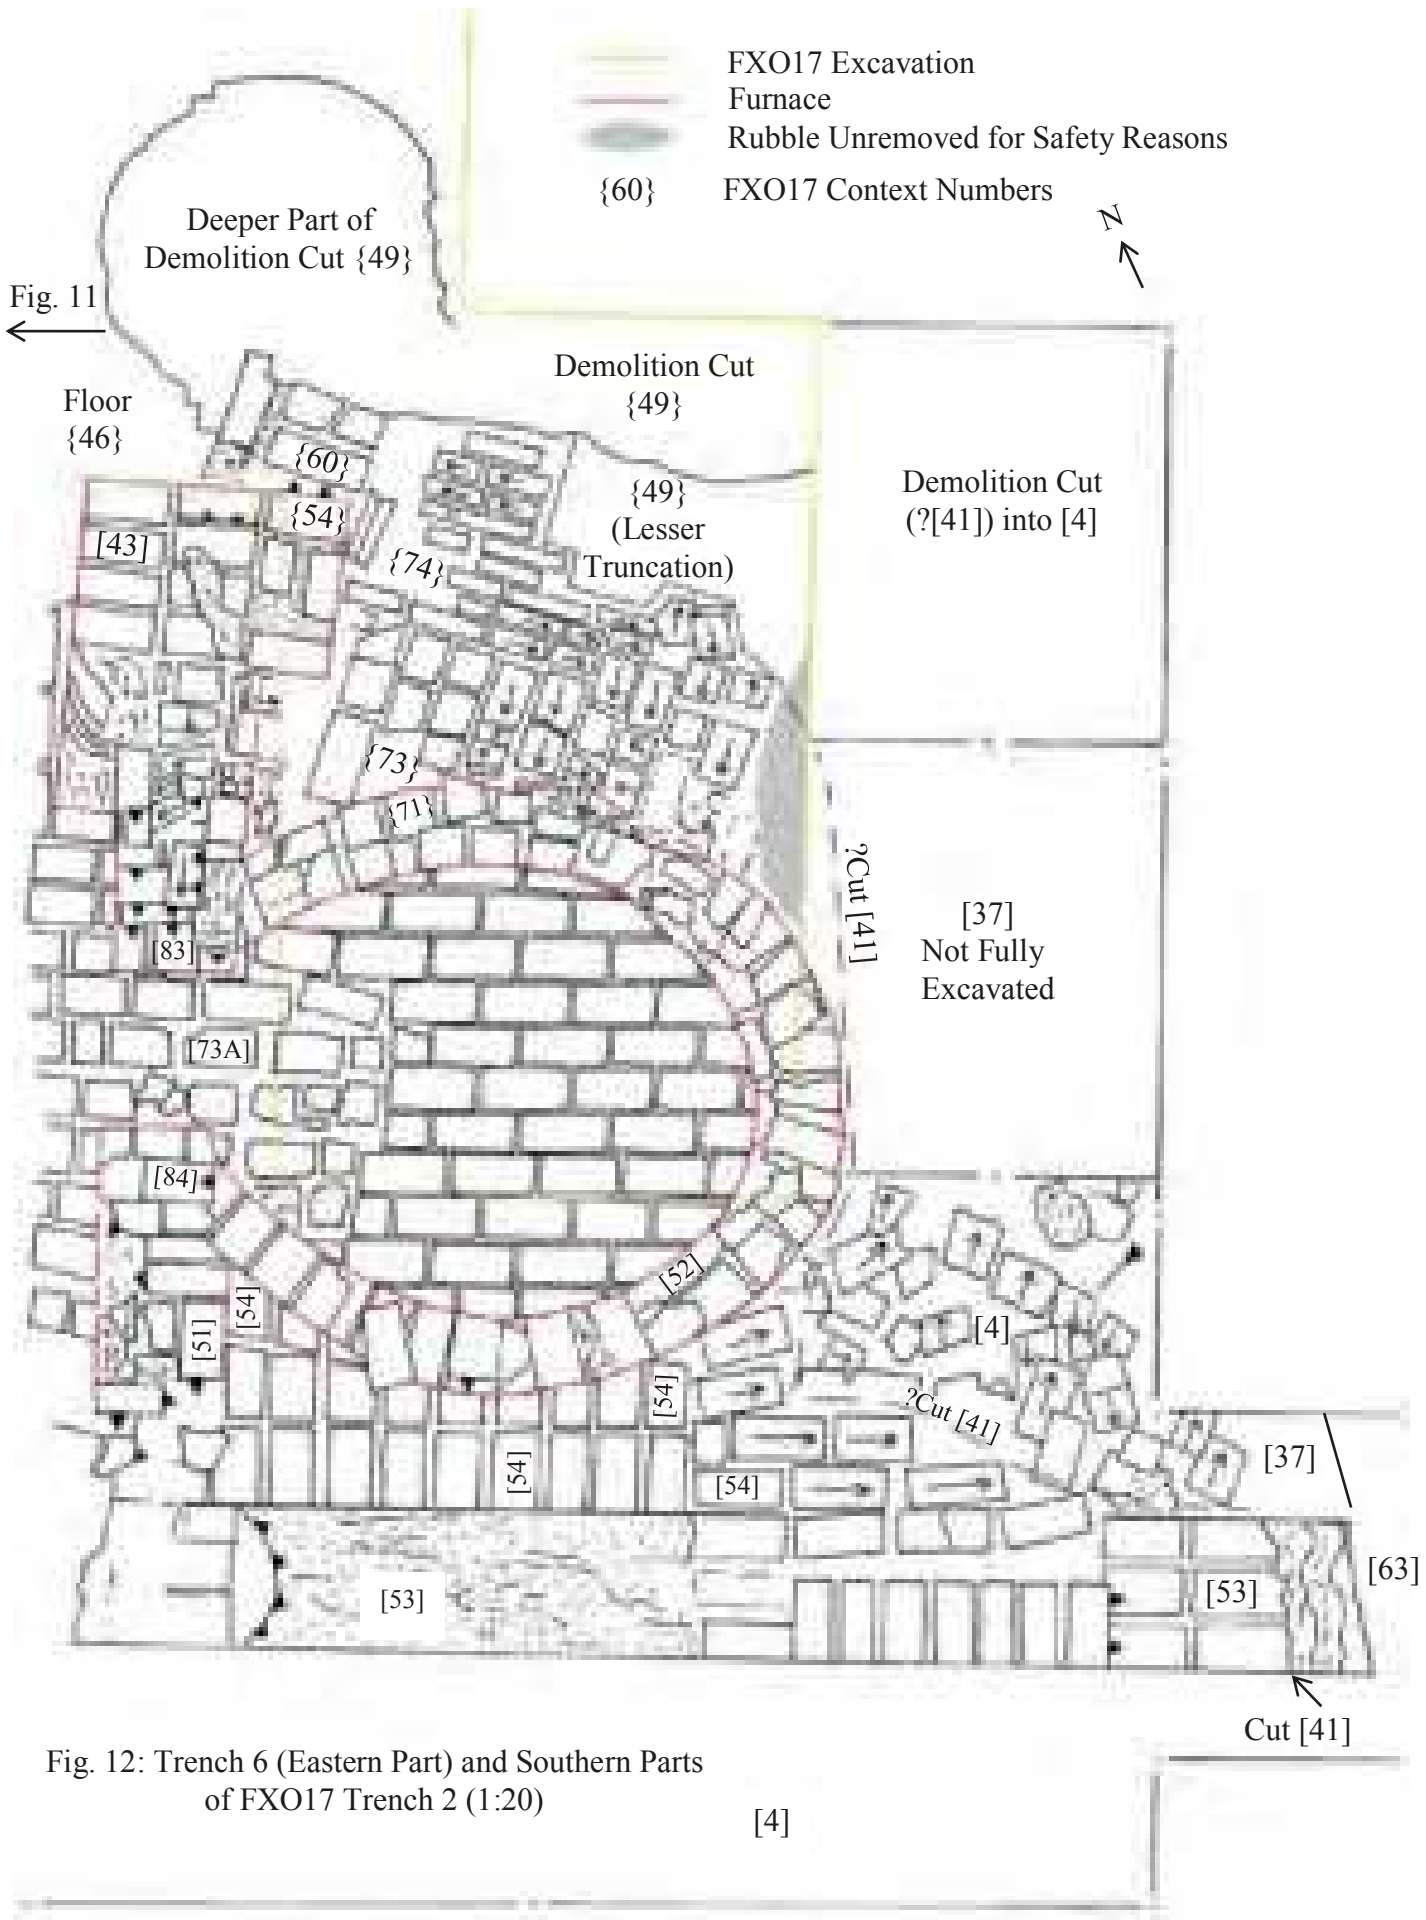 FXO17 Excavation
Furnace
Rubble Unremoved for Safety Reasons
{60} FXO17 Context Numbers
N
Deeper Part of
Demolition Cut {49}
Fig. 11
Floor
{46}
Demolition Cut
{49}
{60}
{49}
(Lesser
Truncation)
Demolition Cut
(?[41]) into [4]
{54}
[43]
{74}
{73}
{71}
?Cut [41]
[37]
Not Fully
Excavated
[83]
[73A]
[84]
[52]
[54]
[51]
[4]
[54]
?Cut [41]
[54]
[54]
[37]
[53]
[53]
[63]
Cut [41]
Fig. 12: Trench 6 (Eastern Part) and Southern Parts
of FXO17 Trench 2 (1:20)
[4]